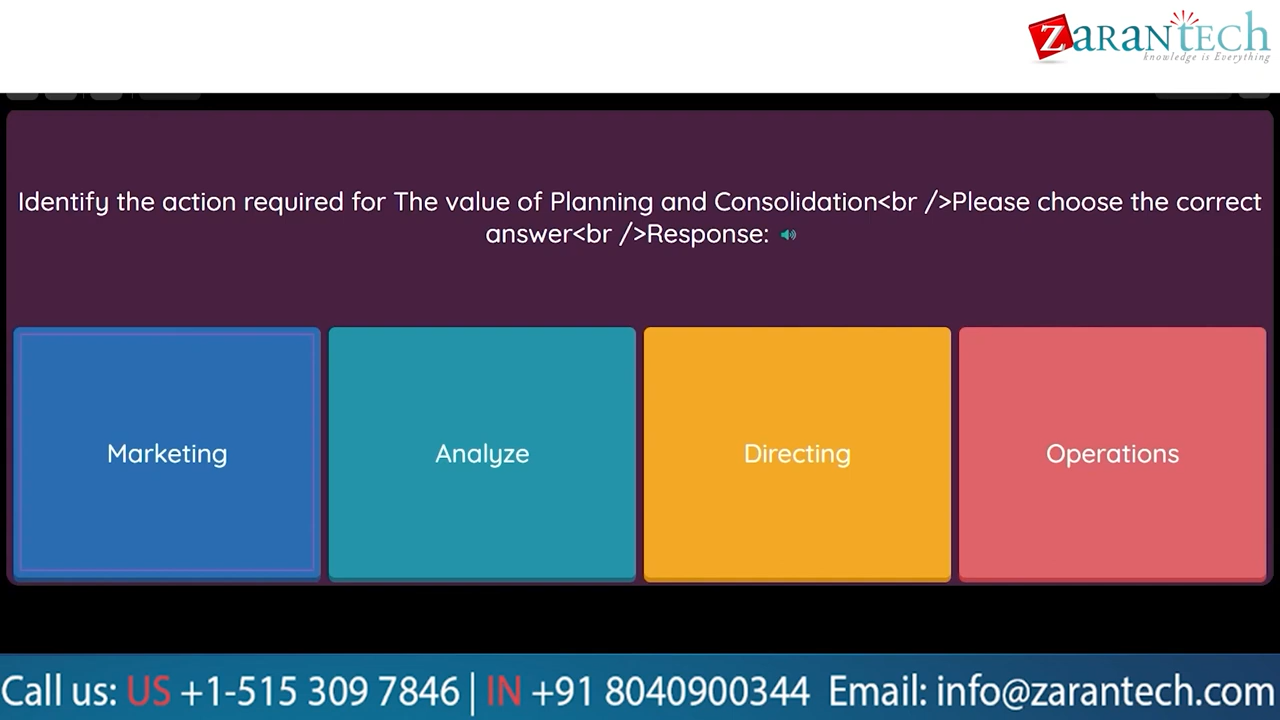 ZARANTECH
knowledge is Everything
Identify the action required for The value of Planning and Consolidation<br />Please choose the correct
answer<br />Response:
Marketing
Analyze
Directing
Operations
Call us: US +1-515 309 7846 | IN +91 8040900344 Email: info@zarantech.com